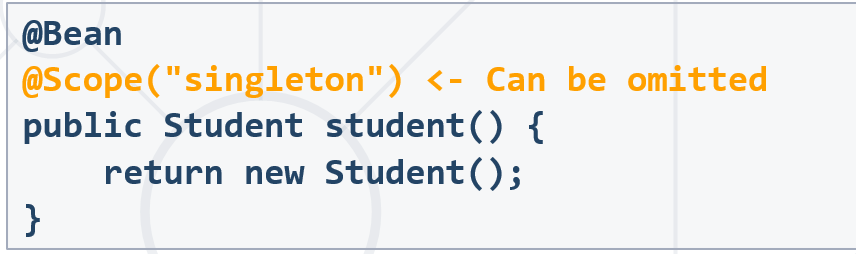 @Bean
@Scope("singleton") <- Can be omitted
public Student student() {
    return new Student();
}